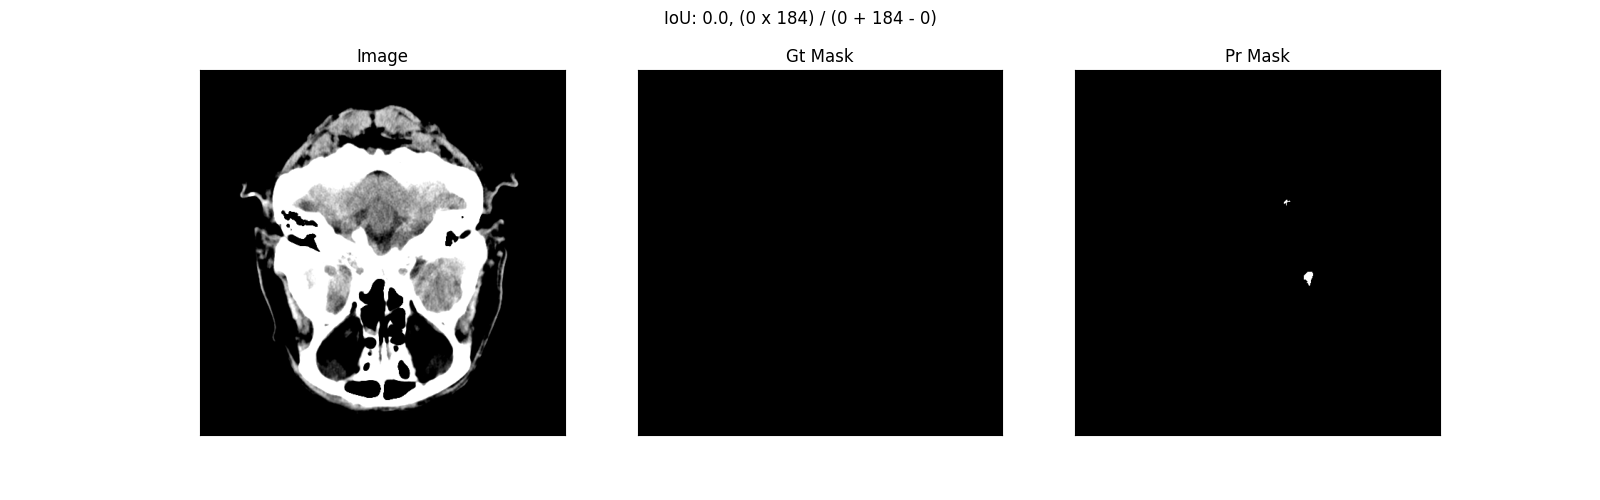 IoU: 0.0, (0 x 184) / (0 + 184 - 0)
Image
Gt Mask
Pr Mask